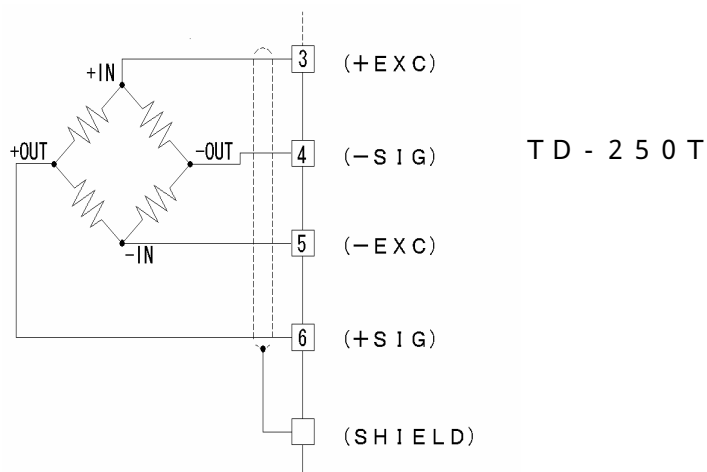 +IN
3 (+EXC)
+OUT
-OUT
4 (-SIG)
TD-250T
-IN
5 (-EXC)
6 (+SIG)
(SHIELD)